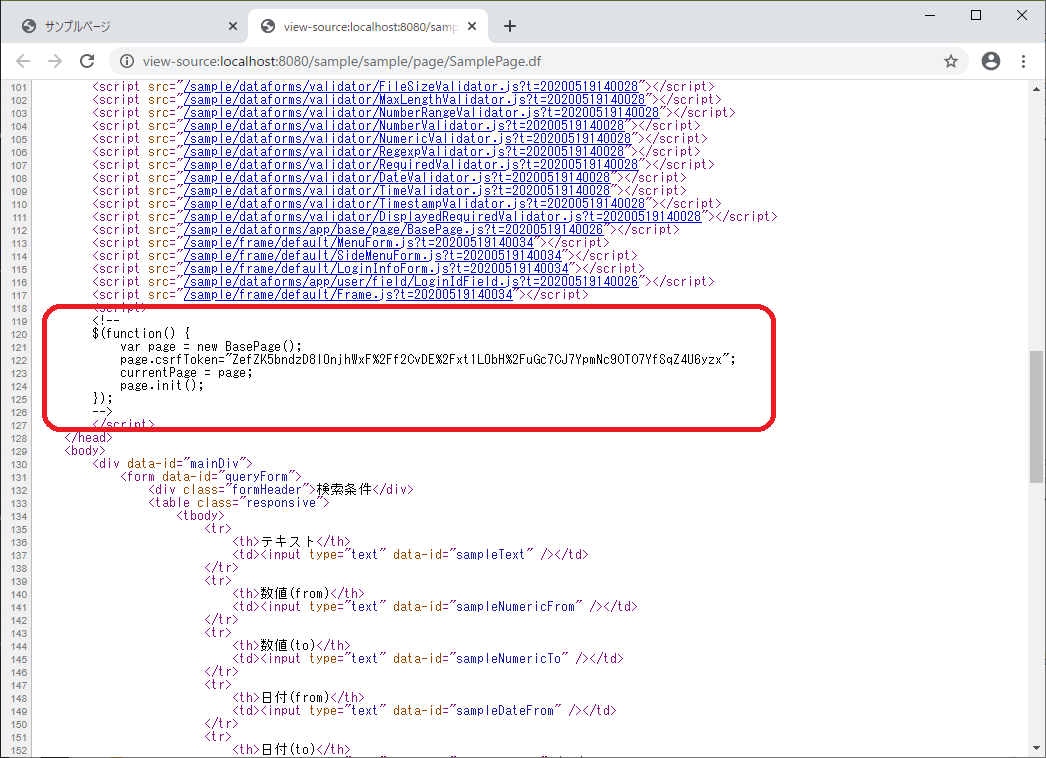 サンプルページ
view-source:localhost:8080/samp
view-source:localhost:8080/sample/sample/page/SamplePage.df
101 <script src="/sample/dataforms/validator/FileSizeValidator.js?t=20200519140028"></script>
102 <script src="/sample/dataforms/validator/MaxLengthValidator.js?t=20200519140028"></script>
103 <script src="/sample/dataforms/validator/NumberRangeValidator.js?t=20200519140026"></script>
104 <script src="/sample/dataforms/validator/NumberValidator.js?t=20200519140028"></script>
105 <script src="/sample/dataforms/validator/NumericValidator.js?t=20200519140028"></script>
106 <script src="/sample/dataforms/validator/RegexpValidator.js?t=20200519140028"></script>
107 <script src="/sample/dataforms/validator/RequiredValidator.js?t=20200519140028"></script>
108 <script src="/sample/dataforms/validator/DateValidator.js?t=20200519140028"></script>
109 <script src="/sample/dataforms/validator/TimeValidator.js?t=20200519140028"></script>
110 <script src="/sample/dataforms/validator/TimestampValidator.js?t=20200519140028"></script>
111 <script src="/sample/dataforms/validator/DisplayedRequiredValidator.js?t=20200519140028"></script>
112 <script src="/sample/dataforms/app/base/page/BasePage.js?t=20200519140026"></script>
113 <script src="/sample/frame/default/MenuForm.js?t=20200519140034"></script>
114 <script src="/sample/frame/default/SideMenuForm.js?t=20200519140034"></script>
115 <script src="/sample/frame/default/LoginInfoForm.js?t=20200519140034"></script>
116 <script src="/sample/dataforms/app/user/field/LoginIdField.js?t=20200519140026"></script>
117 <script src="/sample/frame/default/Frame.js?t=20200519140034"></script>
118 <script>
119 <!--
120 $(function() {
121 var page = new BasePage();
122 page.csrfToken="ZefZK5bndzD8IOnjhWxF%2Ff2CvDE%2Fxt1LObH%2FuGc7CJ7YpmNc9OTO7YfSqZ4U6yzx";
123 currentPage = page;
124 page.init();
125 });
126 -->
127 </script>
128 </head>
129 <body>
130 <div data-id="mainDiv">
131 <form data-id="queryForm">
132 <div class="formHeader">検索条件</div>
133 <table class="responsive">
134 <tbody>
135 <tr>
136 <th>テキスト</th>
137 <td><input type="text" data-id="sampleText" /></td>
138 </tr>
139 <tr>
140 <th>数値(from)</th>
141 <td><input type="text" data-id="sampleNumericFrom" /></td>
142 </tr>
143 <tr>
144 <th>数値(to)</th>
145 <td><input type="text" data-id="sampleNumericTo" /></td>
146 </tr>
147 <tr>
148 <th>日付(from)</th>
149 <td><input type="text" data-id="sampleDateFrom" /></td>
150 </tr>
151 <tr>
152 <th>日付(to)</th>